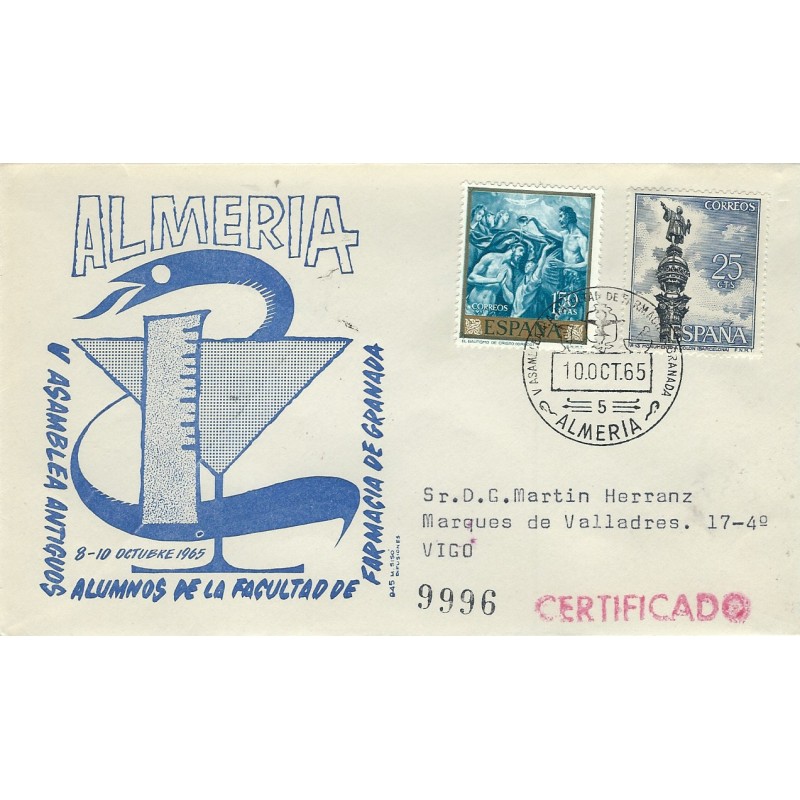 ALMERIA
V ASAMBLEA ANTIGUOS
ALUMNOS DE LA FACULTAD DE
FARMACIA DE GRANADA
8-10 OCTUBRE 1965
CORREOS
1'50
PTAS
ESPAÑA
CORREOS
25
CTS
ESPAÑA
10.OCT.65
5
ALMERIA
Sr.D.G.Martin Herranz
Marques de Valladres. 17-4º
VIGO
9996
CERTIFICADO